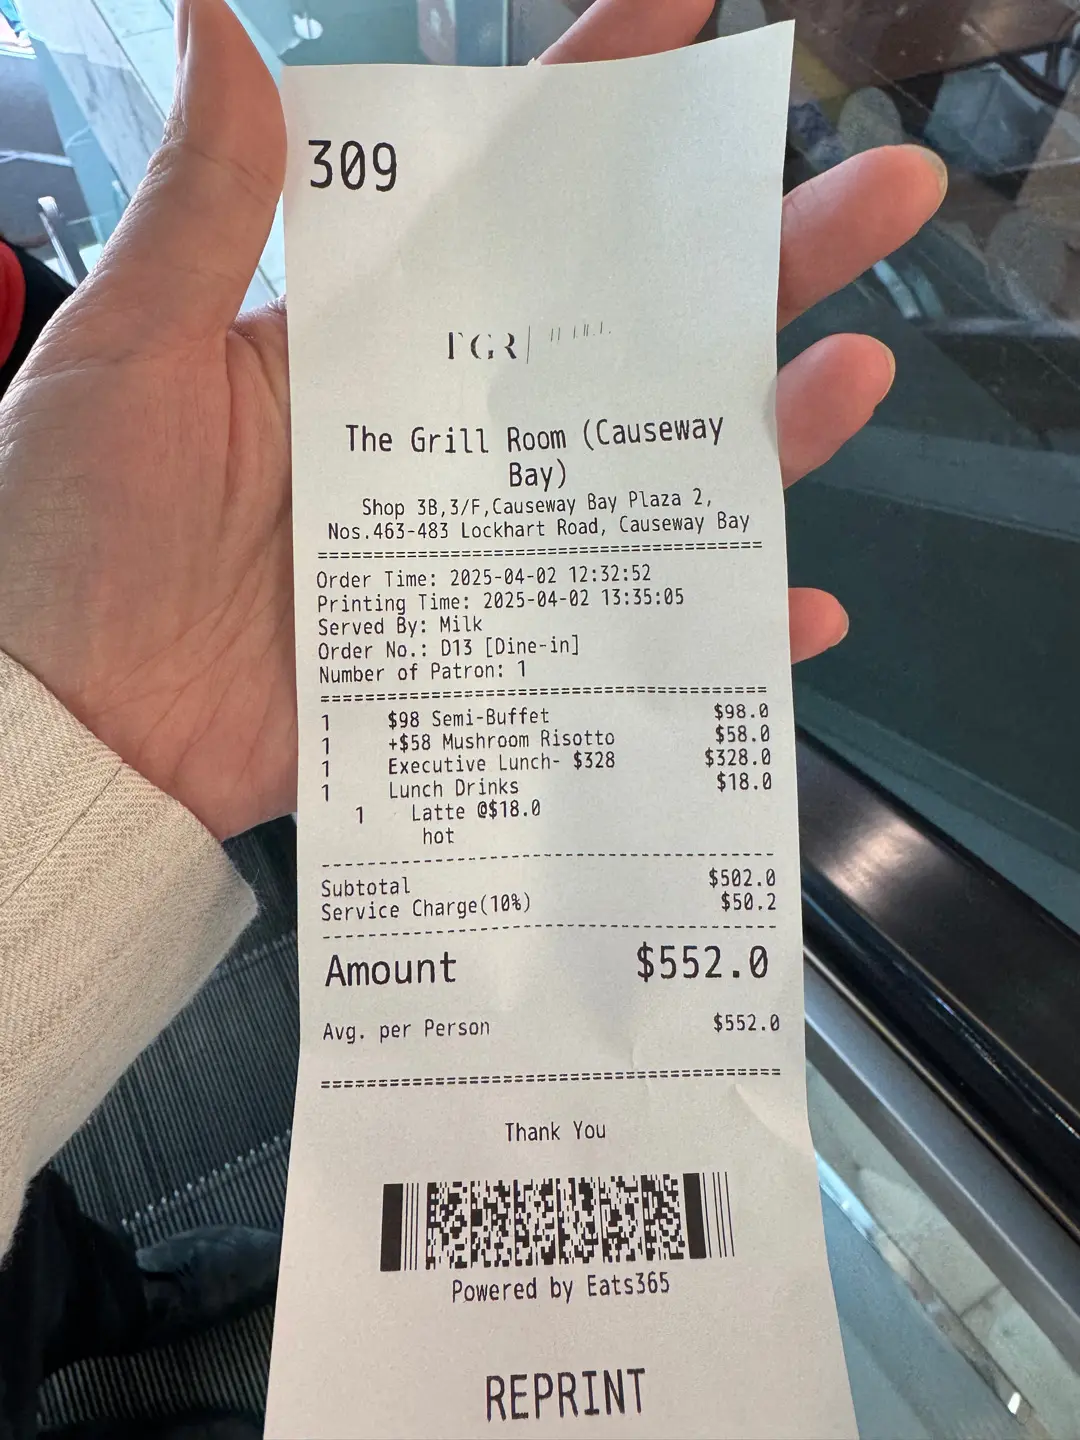 309
TGR
The Grill Room (Causeway
Bay)
Shop 3B,3/F,Causeway Bay Plaza 2,
Nos.463-483 Lockhart Road, Causeway Bay
Order Time: 2025-04-02 12:32:52
Printing Time: 2025-04-02 13:35:05
Served By: Milk
Order No.: D13 [Dine-in]
Number of Patron: 1
1 $98 Semi-Buffet $98.0
1 +$58 Mushroom Risotto $58.0
1 Executive Lunch- $328 $328.0
1 Lunch Drinks $18.0
1 Latte @$18.0
hot
Subtotal $502.0
Service Charge(10%) $50.2
Amount $552.0
Avg. per Person $552.0
Thank You
Powered by Eats365
REPRINT